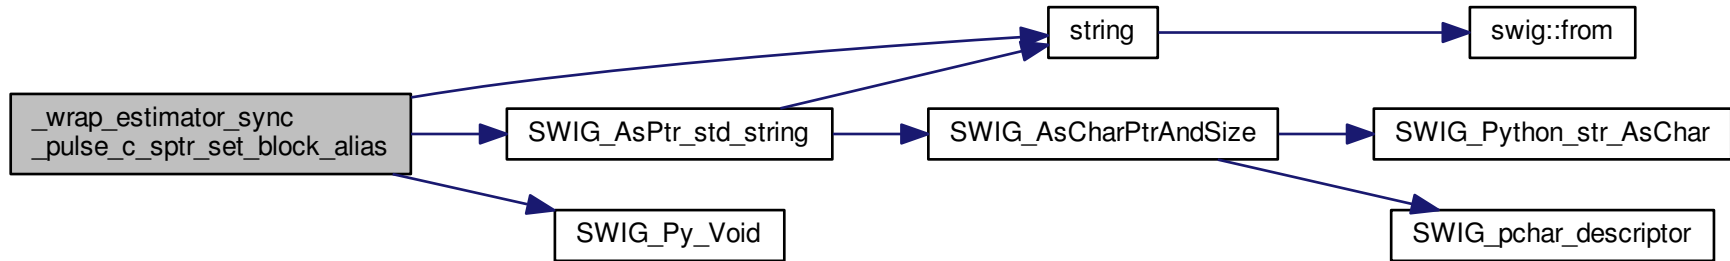 string
swig::from
_wrap_estimator_sync
_pulse_c_sptr_set_block_alias
SWIG_AsPtr_std_string
SWIG_AsCharPtrAndSize
SWIG_Python_str_AsChar
SWIG_Py_Void
SWIG_pchar_descriptor